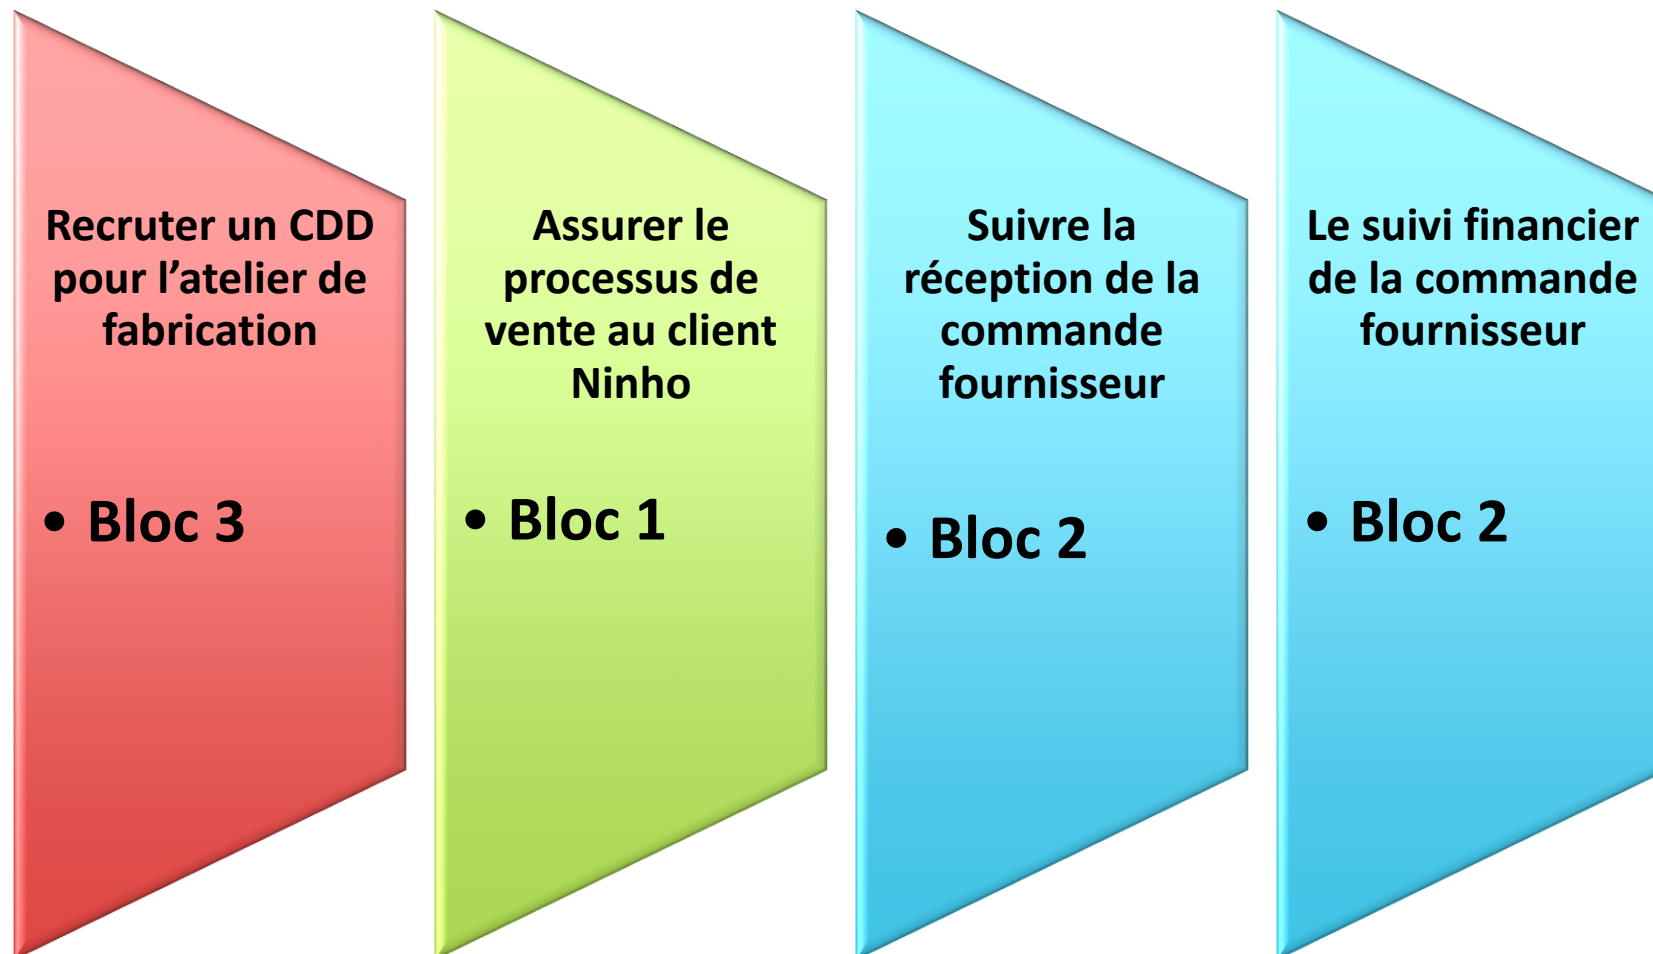 Recruter un CDD
pour l’atelier de
fabrication
• Bloc 3
Assurer le
processus de
vente au client
Ninho
• Bloc 1
Suivre la
réception de la
commande
fournisseur
• Bloc 2
Le suivi financier
de la commande
fournisseur
• Bloc 2